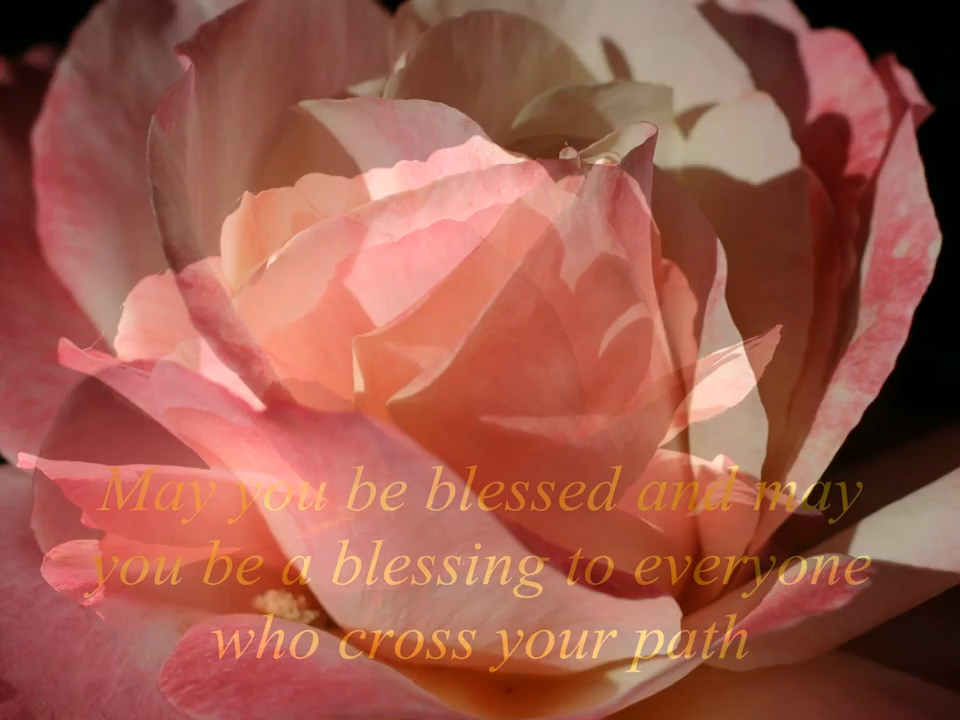 May you be blessed and may
you be a blessing to everyone
who cross your path